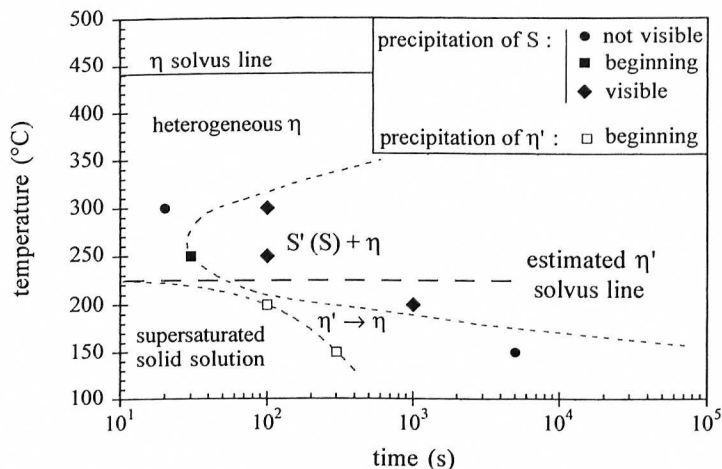 500
450
400
350
300
250
200
150
100
temperature (°C)
η solvus line
heterogeneous η
precipitation of S :
● not visible
■ beginning
◆ visible
precipitation of η' : □ beginning
S' (S) + η
estimated η'
solvus line
η' → η
supersaturated
solid solution
10¹ 10² 10³ 10⁴ 10⁵
time (s)